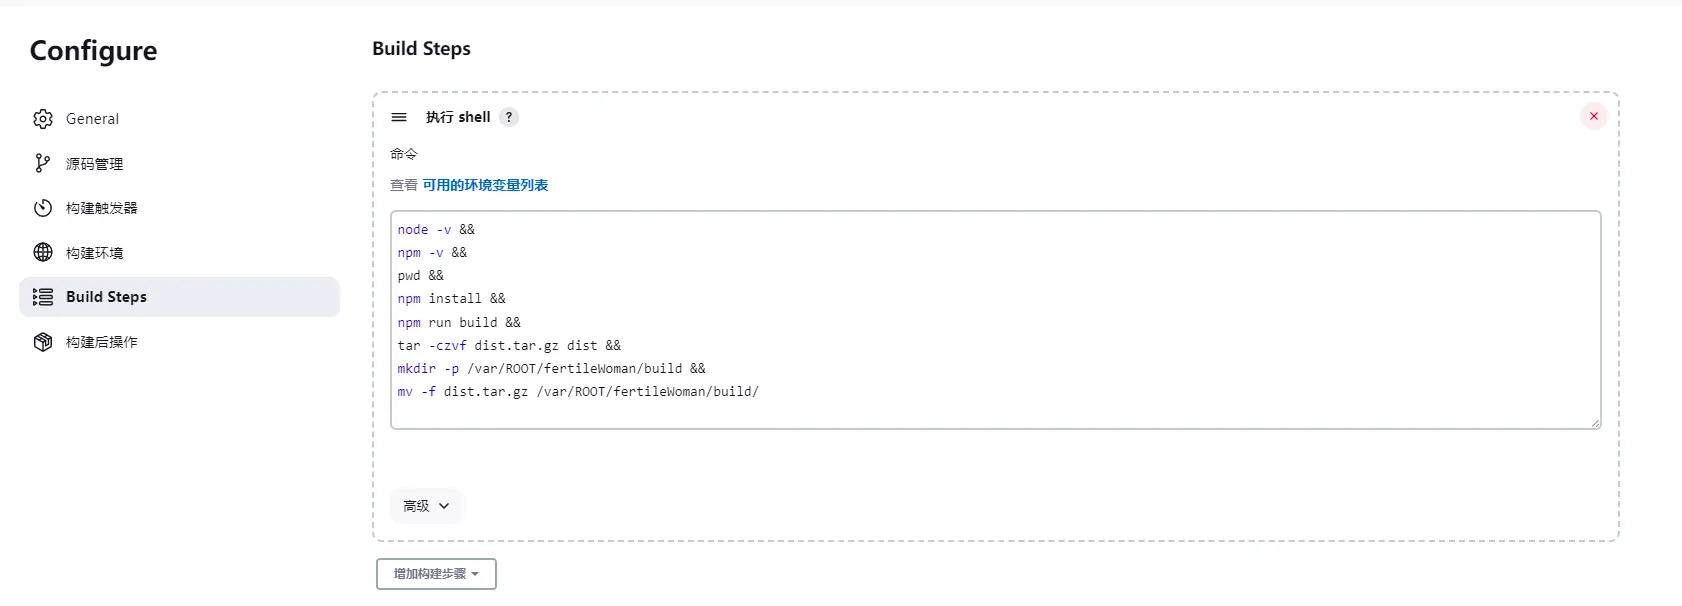 Configure
General
源码管理
构建触发器
构建环境
Build Steps
构建后操作
Build Steps
执行 shell ?
命令
查看 可用的环境变量列表
node -v &&
npm -v &&
pwd &&
npm install &&
npm run build &&
tar -czvf dist.tar.gz dist &&
mkdir -p /var/ROOT/fertileWoman/build &&
mv -f dist.tar.gz /var/ROOT/fertileWoman/build/
高级
增加构建步骤